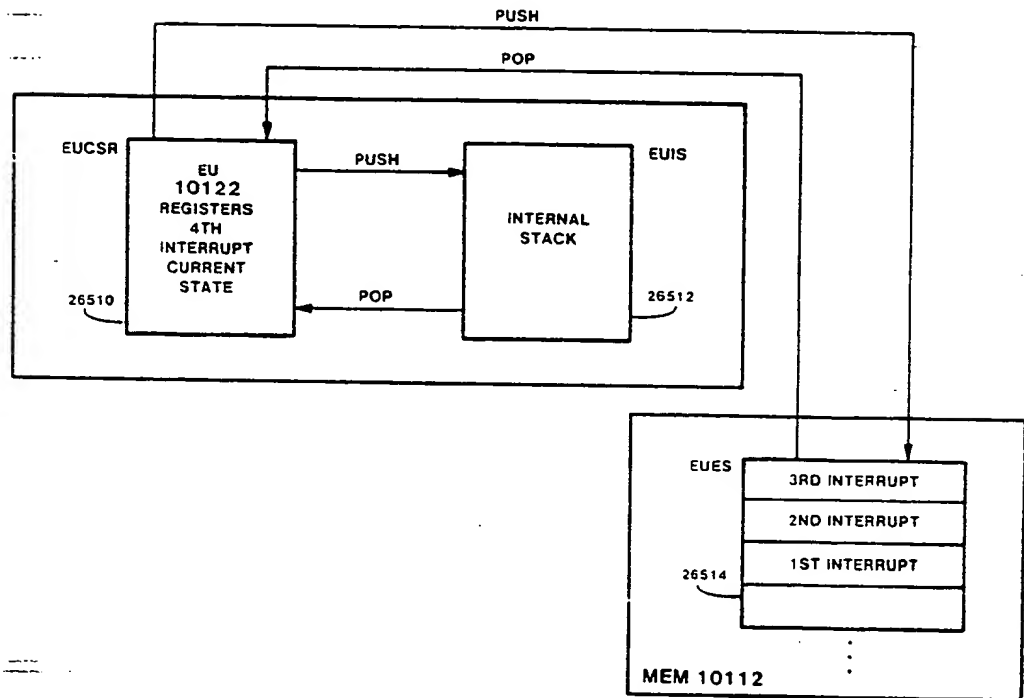 PUSH
POP
EUCSR
EU
10122
REGISTERS
4TH
INTERRUPT
CURRENT
STATE
26510
PUSH
POP
EUIS
INTERNAL
STACK
26512
EUES
3RD INTERRUPT
2ND INTERRUPT
1ST INTERRUPT
26514
MEM 10112